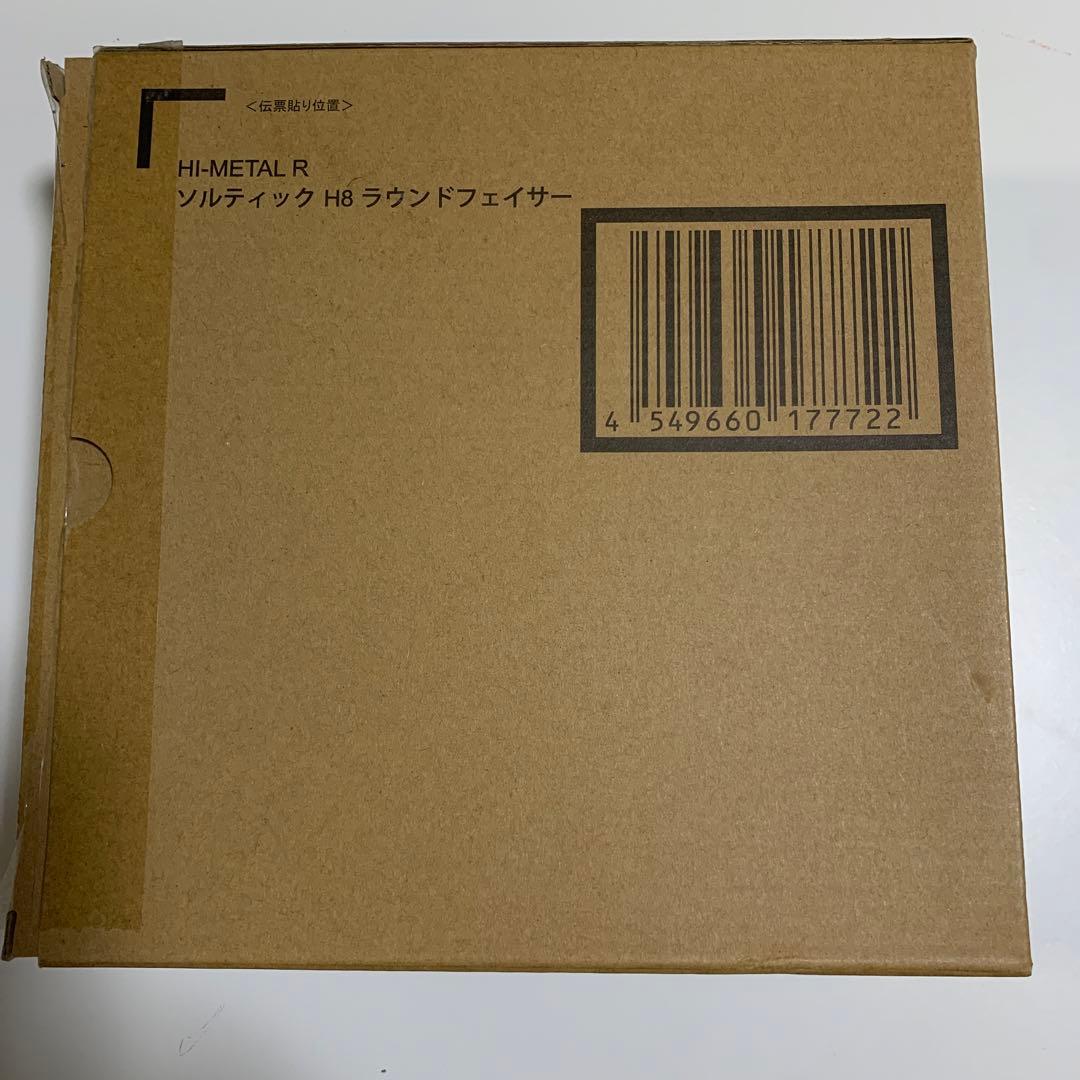 ＜伝票貼り位置＞
HI-METAL R
ソルティック H8 ラウンドフェイサー
4 549660 177722